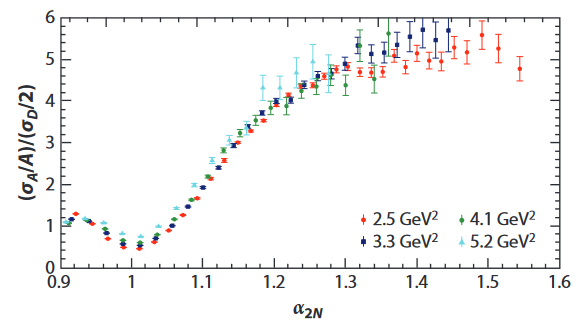 6
5
4
3
2
1
0
(σA/A)/(σD/2)
2.5 GeV² 4.1 GeV²
3.3 GeV² 5.2 GeV²
0.9 1 1.1 1.2 1.3 1.4 1.5 1.6
α2N